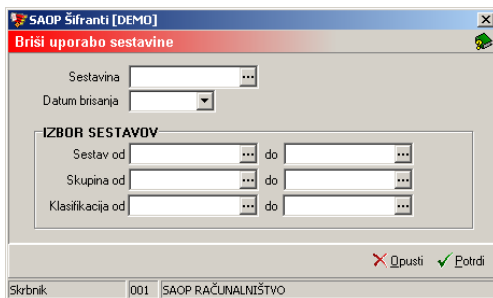 SAOP Šifranti [DEMO]
Briši uporabo sestavine
Sestavina
Datum brisanja
IZBOR SESTAVOV
Sestav od do
Skupina od do
Klasifikacija od do
Opusti Potrdi
Skrbnik 001 SAOP RAČUNALNIŠTVO